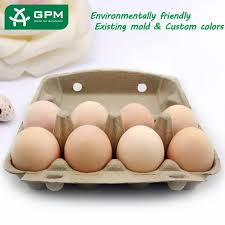 GPM
Environmentally friendly
Existing mold & Custom colors